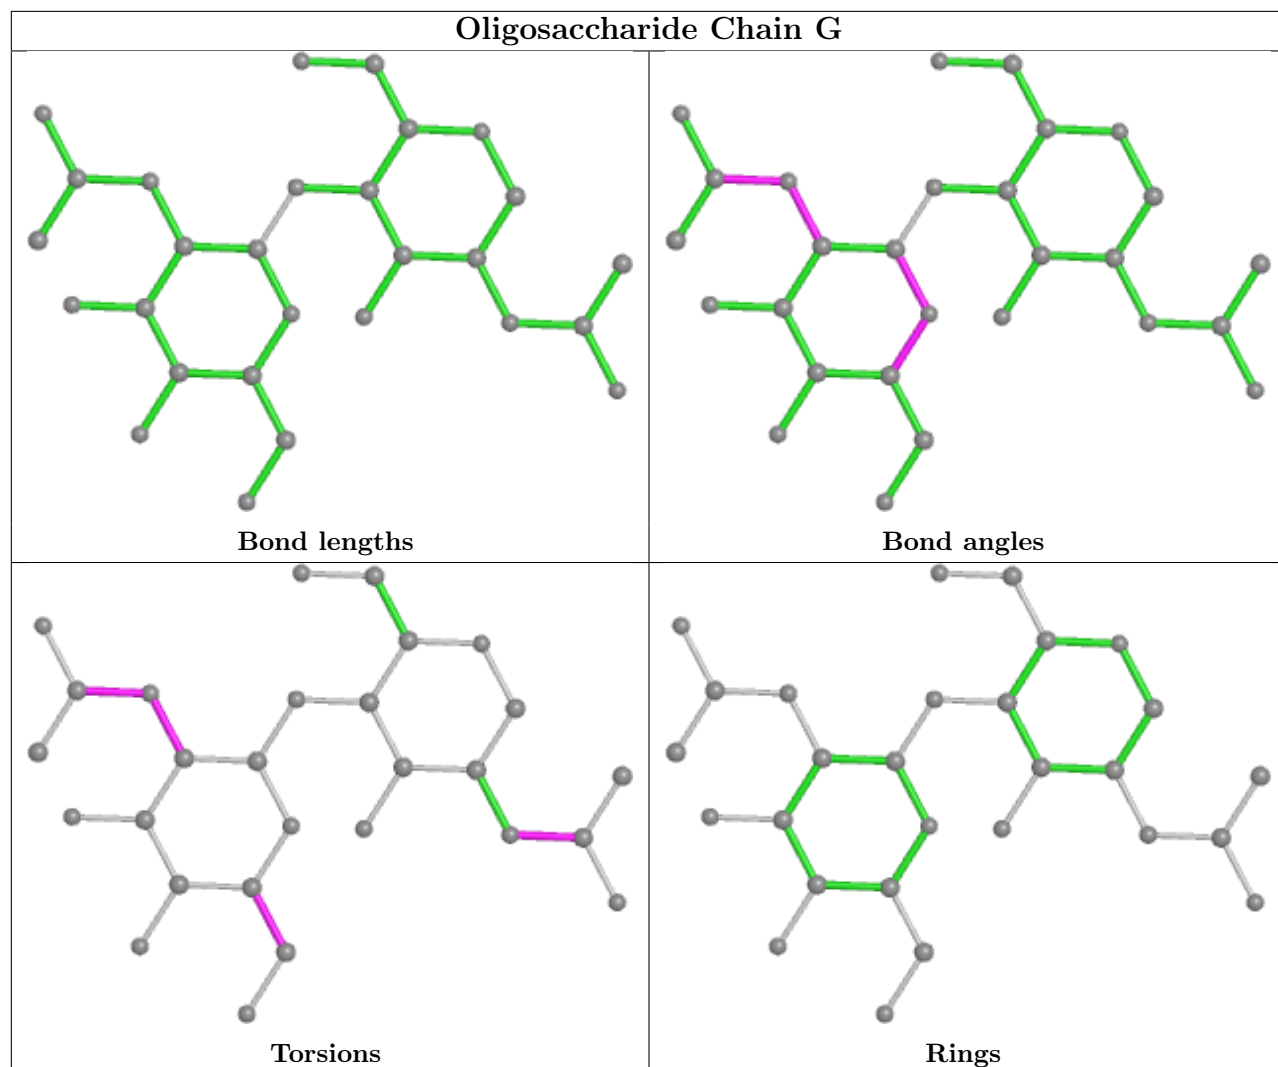 Oligosaccharide Chain G
Bond lengths
Bond angles
Torsions
Rings